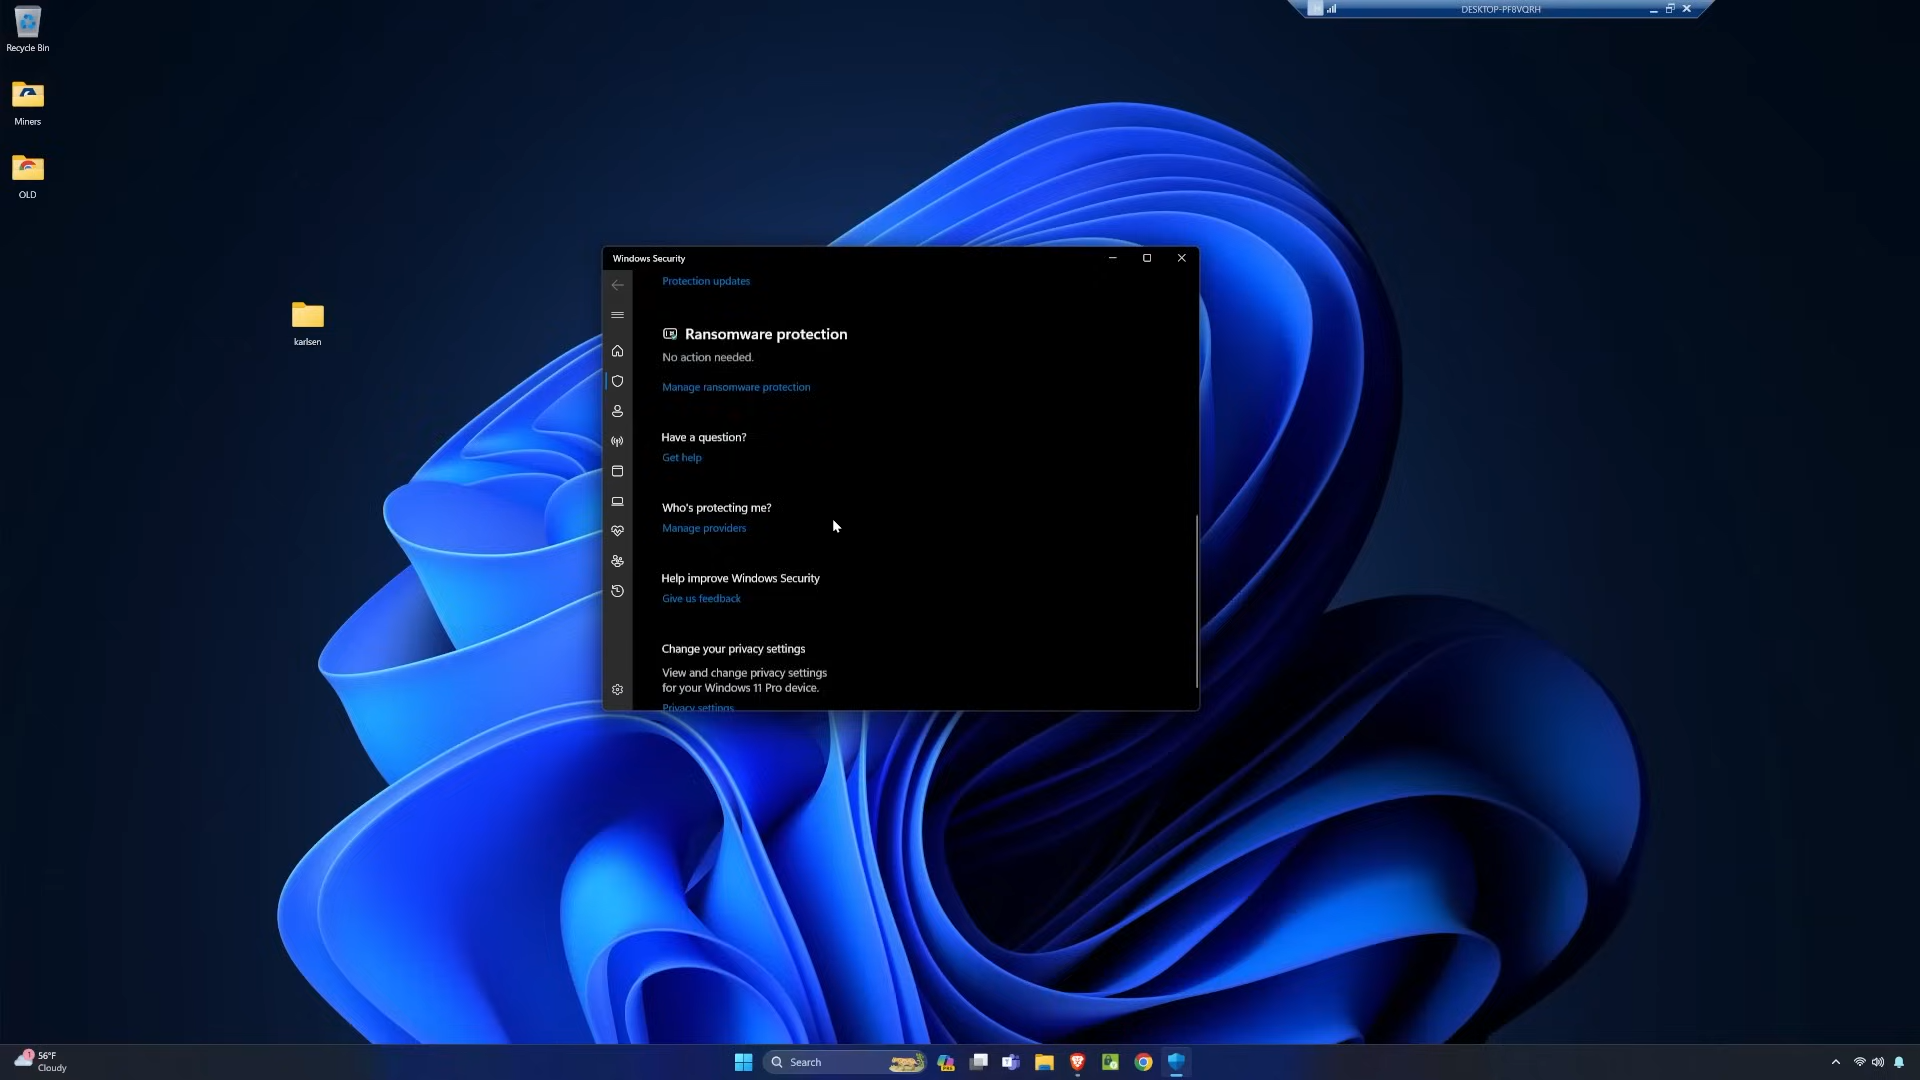 DESKTOP-PF8VQRH
Recycle Bin
Miners
OLD
karlsen
Windows Security
Protection updates
Ransomware protection
No action needed.
Manage ransomware protection
Have a question?
Get help
Who's protecting me?
Manage providers
Help improve Windows Security
Give us feedback
Change your privacy settings
View and change privacy settings
for your Windows 11 Pro device.
Privacy settings
1
56°F
Cloudy
Search